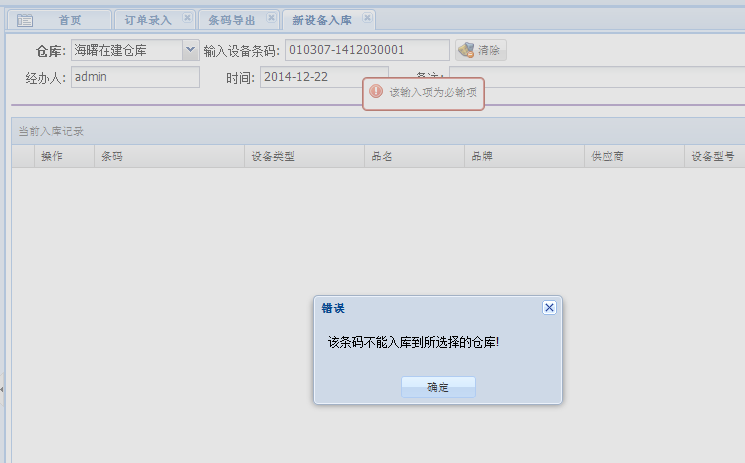 首页 订单录入 条码导出 新设备入库
仓库: 海曙在建仓库 输入设备条码: 010307-1412030001 清除
经办人: admin 时间: 2014-12-22 备注:
该输入项为必输项
当前入库记录
操作 条码 设备类型 品名 品牌 供应商 设备型号
错误
该条码不能入库到所选择的仓库!
确定